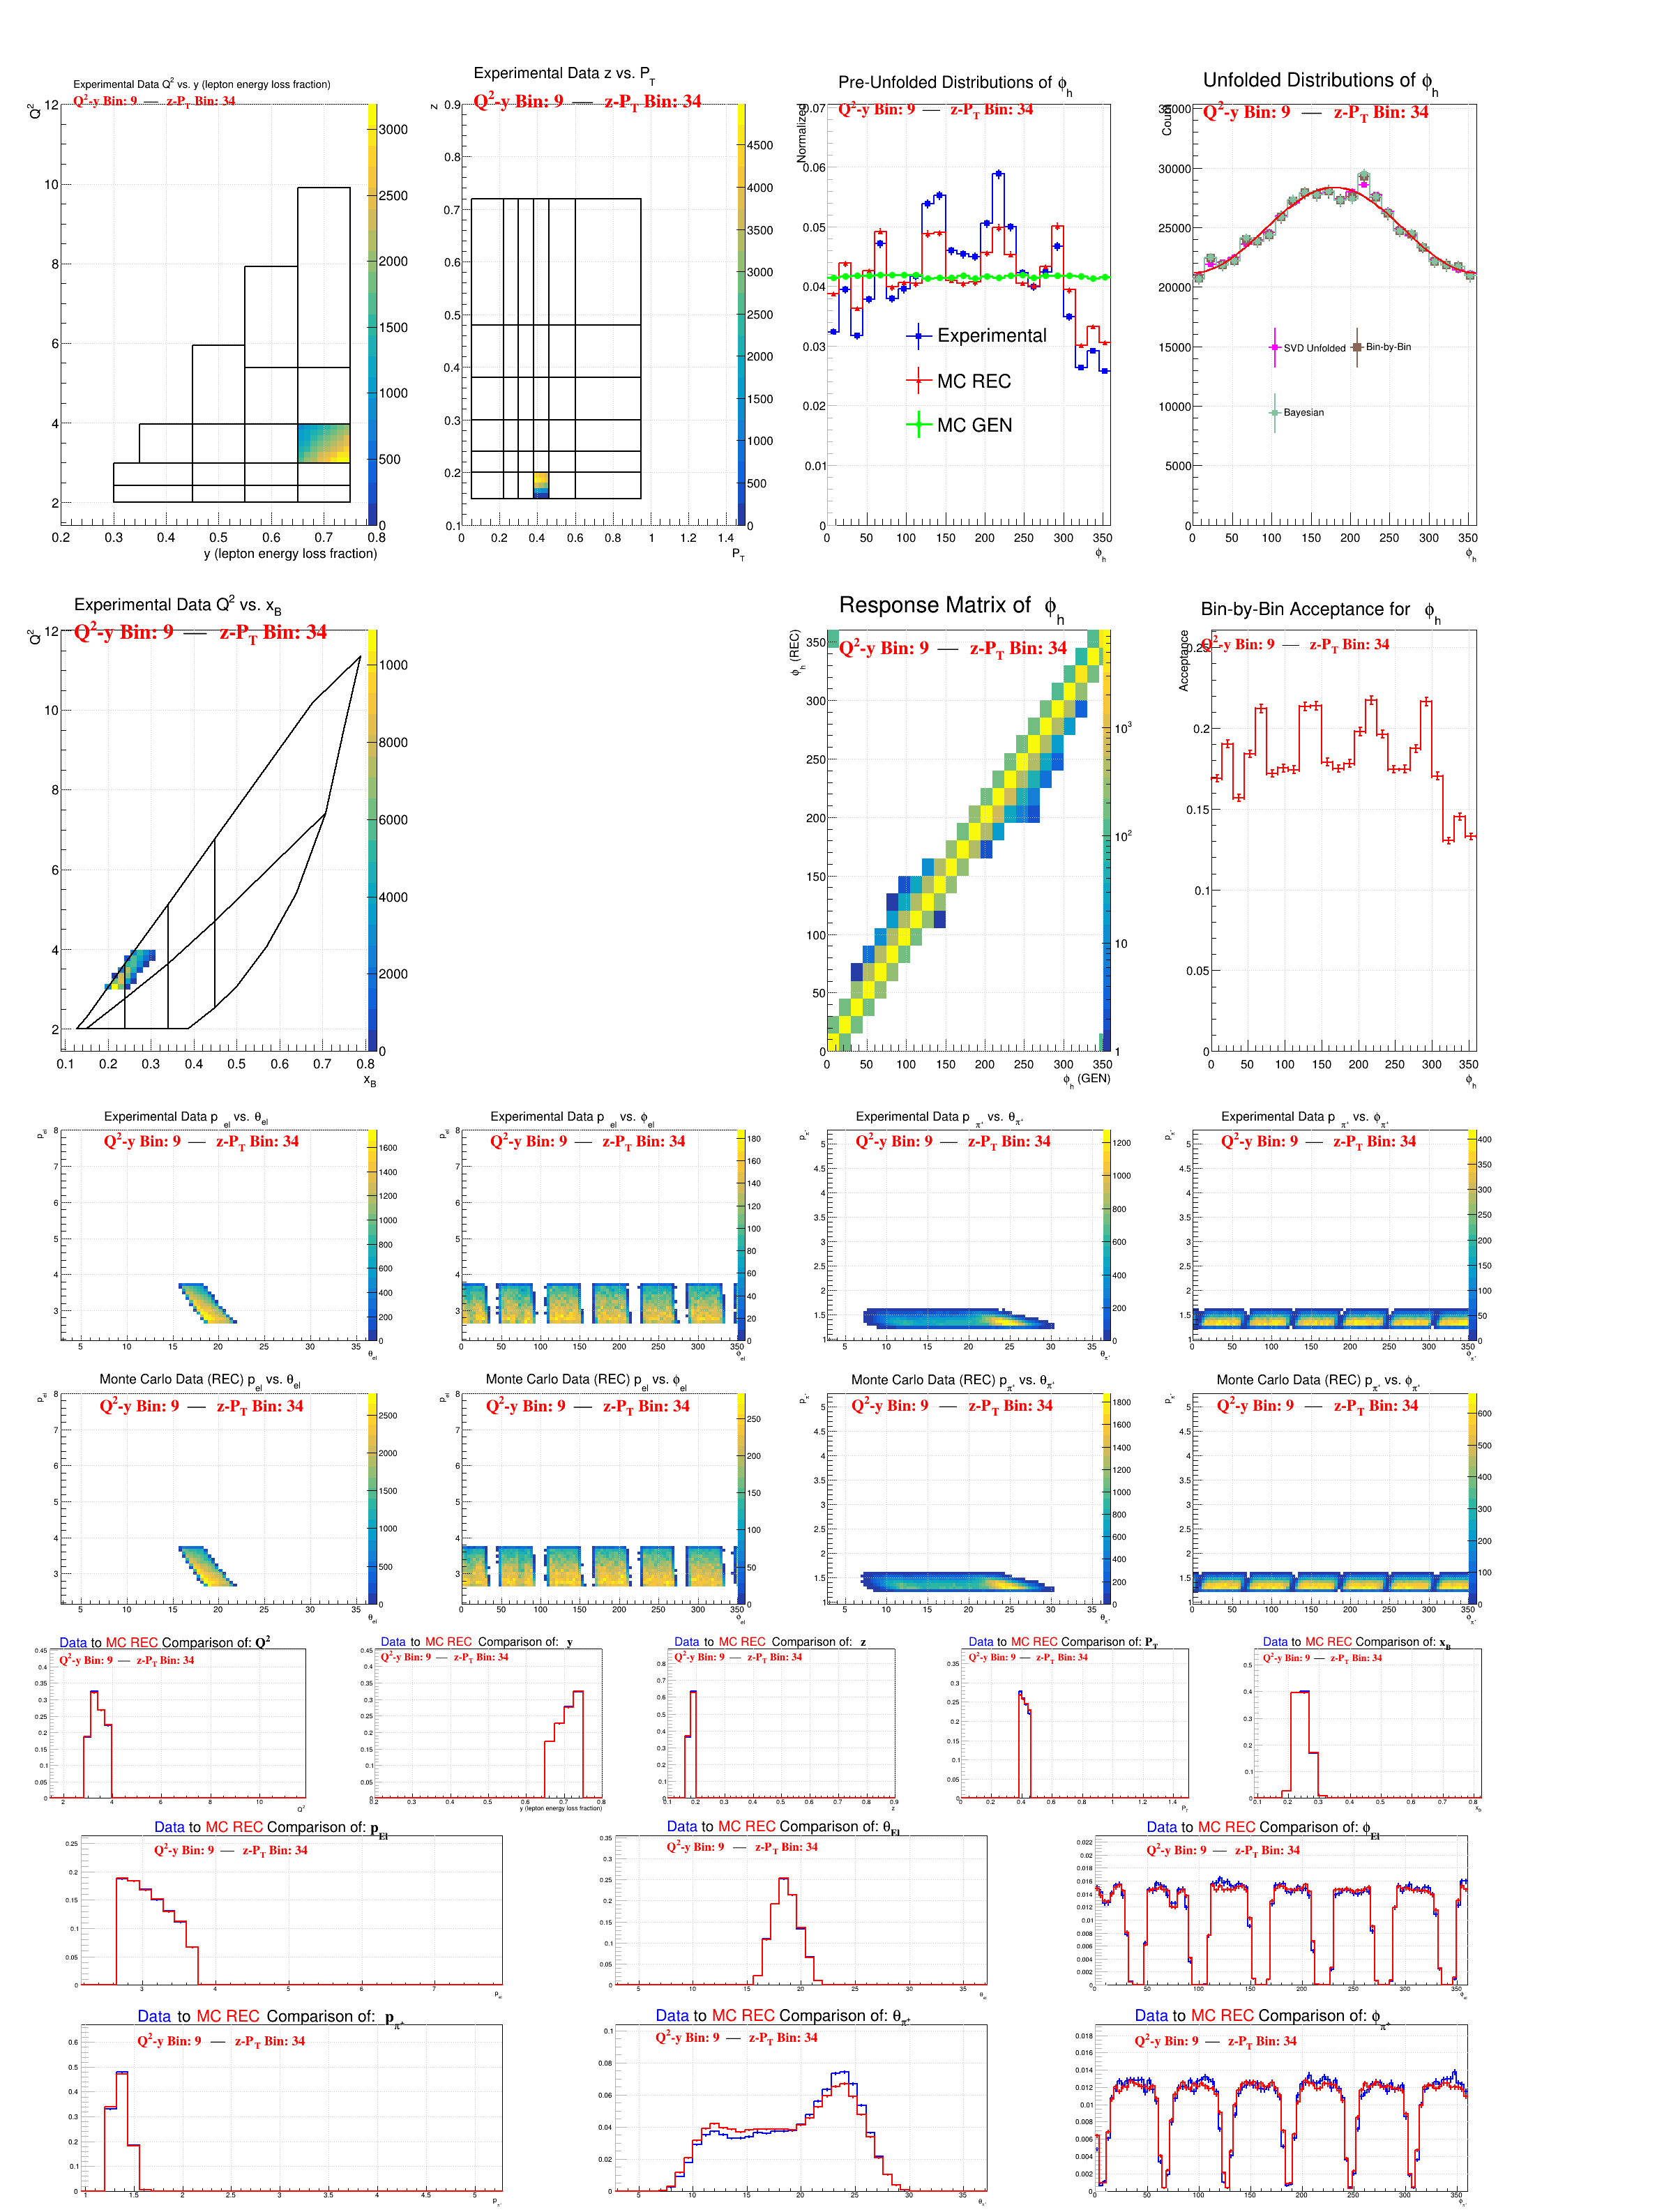 Experimental Data Q² vs. y (lepton energy loss fraction)
Q²-y Bin: 9 — z-P_T Bin: 34
Q²
y (lepton energy loss fraction)
Experimental Data z vs. P_T
Q²-y Bin: 9 — z-P_T Bin: 34
z
P_T
Pre-Unfolded Distributions of ϕ_h
Q²-y Bin: 9 — z-P_T Bin: 34
Normalized
Experimental
MC REC
MC GEN
ϕ_h
Unfolded Distributions of ϕ_h
Q²-y Bin: 9 — z-P_T Bin: 34
Count
SVD Unfolded
Bin-by-Bin
Bayesian
ϕ_h
Experimental Data Q² vs. x_B
Q²-y Bin: 9 — z-P_T Bin: 34
Q²
x_B
Response Matrix of ϕ_h
Q²-y Bin: 9 — z-P_T Bin: 34
ϕ_h (REC)
ϕ_h (GEN)
Bin-by-Bin Acceptance for ϕ_h
Q²-y Bin: 9 — z-P_T Bin: 34
Acceptance
ϕ_h
Experimental Data p_el vs. θ_el
Q²-y Bin: 9 — z-P_T Bin: 34
Experimental Data p_el vs. ϕ_el
Q²-y Bin: 9 — z-P_T Bin: 34
Experimental Data p_π⁺ vs. θ_π⁺
Q²-y Bin: 9 — z-P_T Bin: 34
Experimental Data p_π⁺ vs. ϕ_π⁺
Q²-y Bin: 9 — z-P_T Bin: 34
Monte Carlo Data (REC) p_el vs. θ_el
Q²-y Bin: 9 — z-P_T Bin: 34
Monte Carlo Data (REC) p_el vs. ϕ_el
Q²-y Bin: 9 — z-P_T Bin: 34
Monte Carlo Data (REC) p_π⁺ vs. θ_π⁺
Q²-y Bin: 9 — z-P_T Bin: 34
Monte Carlo Data (REC) p_π⁺ vs. ϕ_π⁺
Q²-y Bin: 9 — z-P_T Bin: 34
Data to MC REC Comparison of: Q²
Q²-y Bin: 9 — z-P_T Bin: 34
Q²
Data to MC REC Comparison of: y
Q²-y Bin: 9 — z-P_T Bin: 34
y (lepton energy loss fraction)
Data to MC REC Comparison of: z
Q²-y Bin: 9 — z-P_T Bin: 34
z
Data to MC REC Comparison of: P_T
Q²-y Bin: 9 — z-P_T Bin: 34
P_T
Data to MC REC Comparison of: x_B
Q²-y Bin: 9 — z-P_T Bin: 34
x_B
Data to MC REC Comparison of: p_El
Q²-y Bin: 9 — z-P_T Bin: 34
Data to MC REC Comparison of: θ_El
Q²-y Bin: 9 — z-P_T Bin: 34
Data to MC REC Comparison of: ϕ_El
Q²-y Bin: 9 — z-P_T Bin: 34
Data to MC REC Comparison of: p_π⁺
Q²-y Bin: 9 — z-P_T Bin: 34
Data to MC REC Comparison of: θ_π⁺
Q²-y Bin: 9 — z-P_T Bin: 34
Data to MC REC Comparison of: ϕ_π⁺
Q²-y Bin: 9 — z-P_T Bin: 34